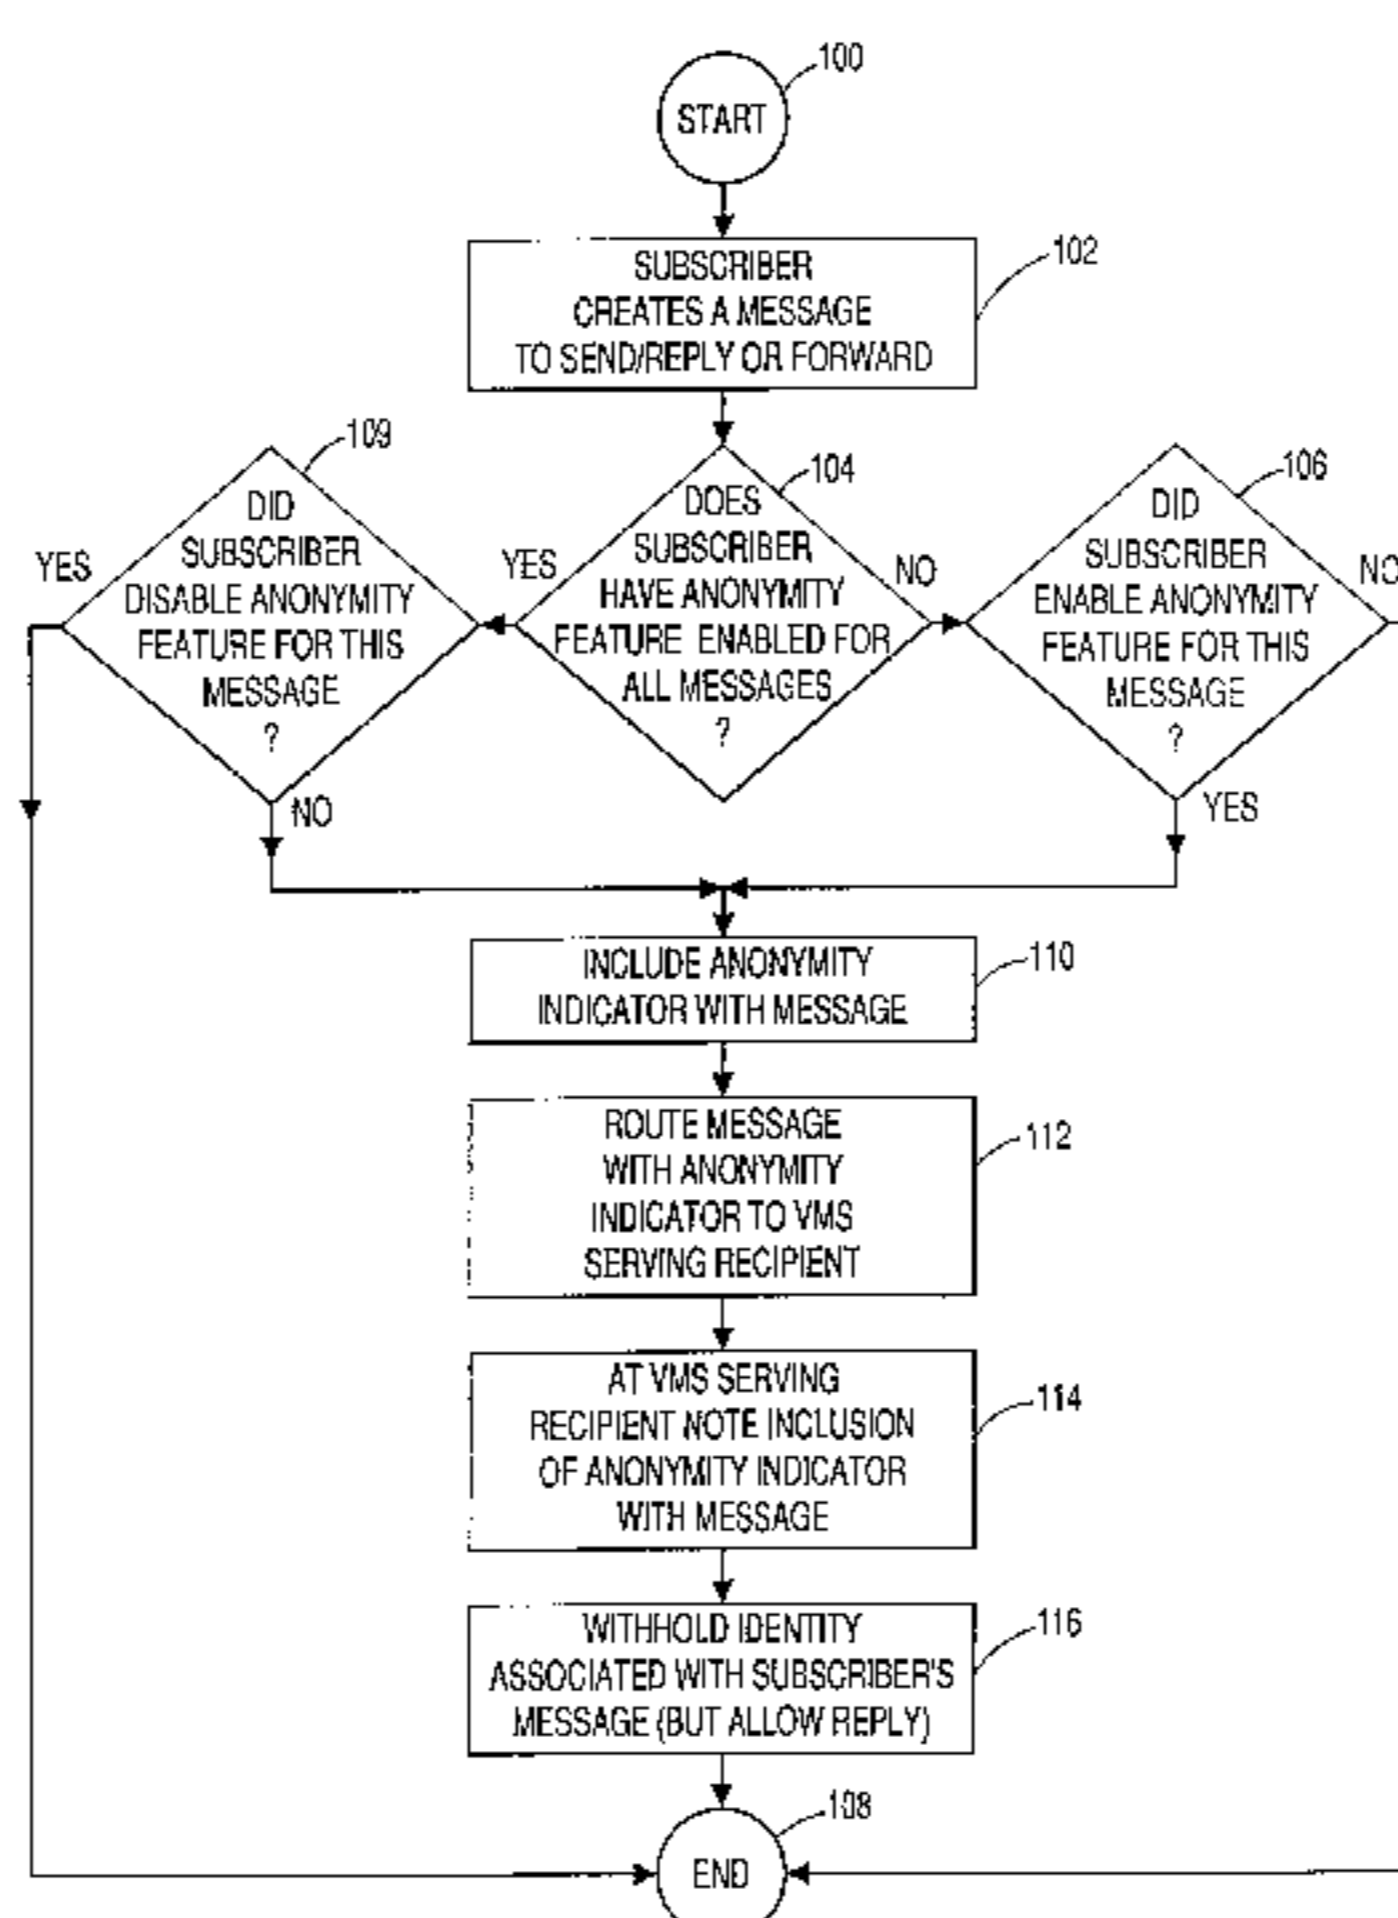 100
START
102
SUBSCRIBER
CREATES A MESSAGE
TO SEND/REPLY OR FORWARD
109
DID
SUBSCRIBER
DISABLE ANONYMITY
FEATURE FOR THIS
MESSAGE
?
YES
NO
104
DOES
SUBSCRIBER
HAVE ANONYMITY
FEATURE ENABLED FOR
ALL MESSAGES
?
YES
NO
106
DID
SUBSCRIBER
ENABLE ANONYMITY
FEATURE FOR THIS
MESSAGE
?
NO
YES
110
INCLUDE ANONYMITY
INDICATOR WITH MESSAGE
112
ROUTE MESSAGE
WITH ANONYMITY
INDICATOR TO VMS
SERVING RECIPIENT
114
AT VMS SERVING
RECIPIENT NOTE INCLUSION
OF ANONYMITY INDICATOR
WITH MESSAGE
116
WITHHOLD IDENTITY
ASSOCIATED WITH SUBSCRIBER'S
MESSAGE (BUT ALLOW REPLY)
108
END